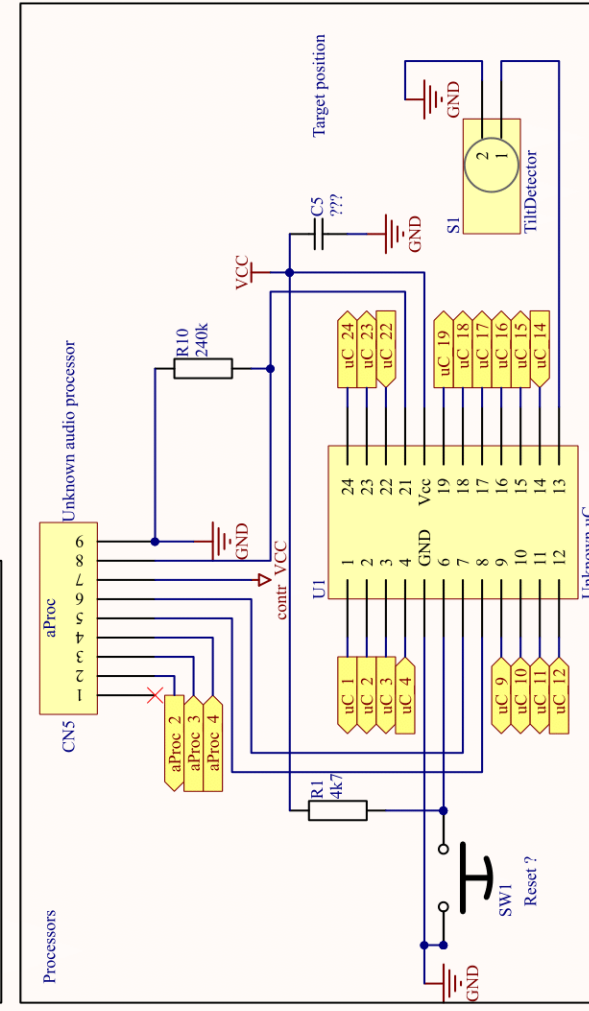 Processors
Unknown audio processor
Target position
CN5
aProc
1
2
3
4
5
6
7
8
9
aProc 2
aProc 3
aProc 4
contr VCC
GND
R10
240k
VCC
C5
???
GND
GND
S1
2
1
TiltDetector
R1
4k7
U1
uC 1
uC 2
uC 3
uC 4
uC 9
uC 10
uC 11
uC 12
1
2
3
4
GND
6
7
8
9
10
11
12
24
23
22
21
Vcc
19
18
17
16
15
14
13
uC 24
uC 23
uC 22
uC 19
uC 18
uC 17
uC 16
uC 15
uC 14
Unknown uC
SW1
Reset ?
GND